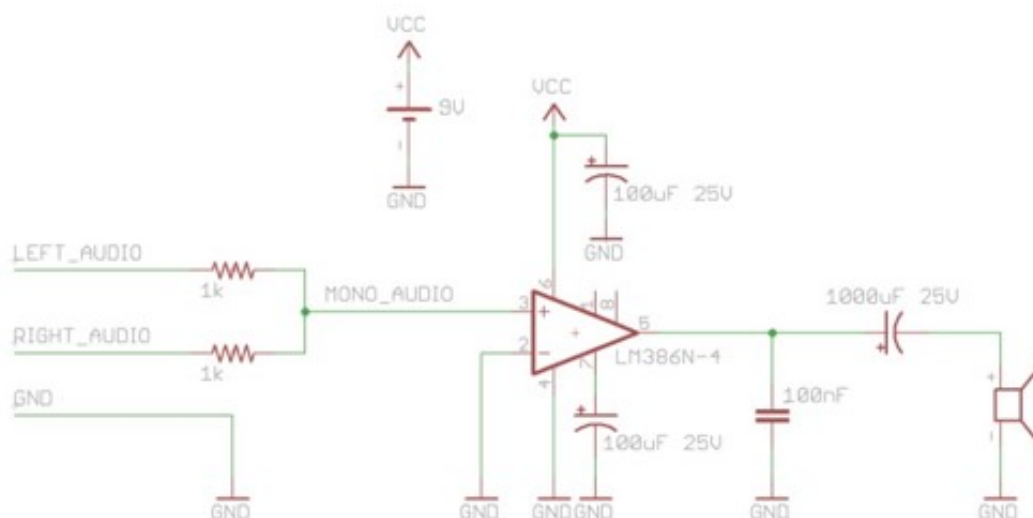 VCC
+
9V
-
GND
VCC
+
100uF 25V
GND
LEFT_AUDIO
1k
MONO_AUDIO
RIGHT_AUDIO
1k
GND
GND
3
+
2
-
6
1
8
+
5
LM386N-4
7
4
+
100uF 25V
GND
GND
GND
1000uF 25V
+
100nF
GND
+
-
GND